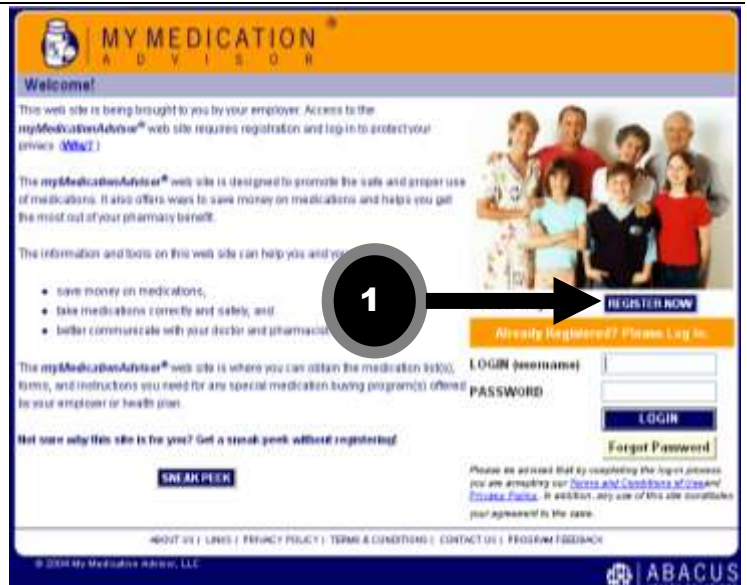 MY MEDICATION ®
ADVISOR
Welcome!
This web site is being brought to you by your employer. Access to the
myMedicationAdvisor® web site requires registration and log-in to protect your
privacy. (Why? )
The myMedicationAdvisor® web site is designed to promote the safe and proper use
of medications. It also offers ways to save money on medications and helps you get
the most out of your pharmacy benefit.
The information and tools on this web site can help you and
• save money on medications,
• take medications correctly and safely, and
• better communicate with your doctor and pharmacist
1
REGISTER NOW
Already Registered? Please Log In.
The myMedicationAdvisor® web site is where you can obtain the medication list(s),
forms, and instructions you need for any special medication buying program(s) offered
by your employer or health plan.
LOGIN (username)
PASSWORD
LOGIN
Forgot Password
Not sure why this site is for you? Get a sneak peek without registering!
SNEAK PEEK
Please be advised that by completing the log-in process
you are accepting our Terms and Conditions of Use and
Privacy Policy. In addition, any use of this site constitutes
your agreement to the same.
ABOUT US | LINKS | PRIVACY POLICY | TERMS & CONDITIONS | CONTACT US | PROGRAM FEEDBACK
© 2004 My Medication Advisor, LLC
ABACUS